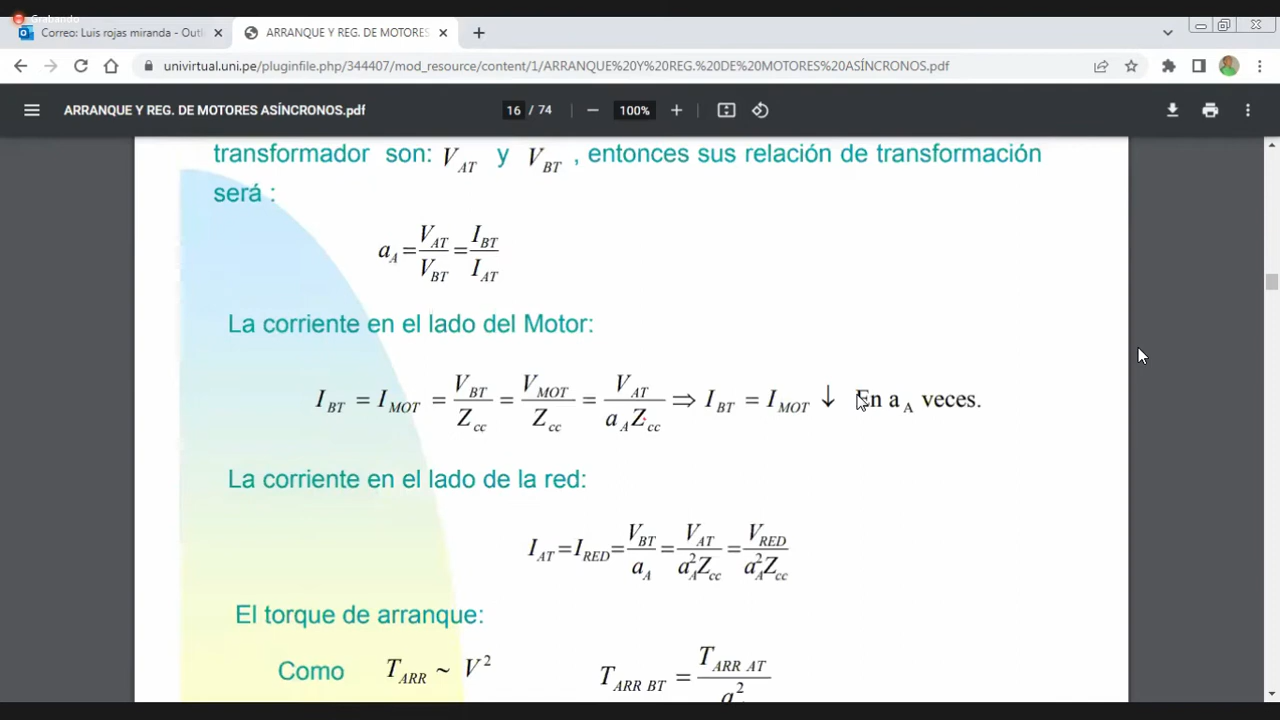 Grabando
Correo: Luis rojas miranda - Outl
ARRANQUE Y REG. DE MOTORES
univirtual.uni.pe/pluginfile.php/344407/mod_resource/content/1/ARRANQUE%20Y%20REG.%20DE%20MOTORES%20ASÍNCRONOS.pdf
ARRANQUE Y REG. DE MOTORES ASÍNCRONOS.pdf
16 / 74
100%
transformador son: V_AT y V_BT , entonces sus relación de transformación
será :
a_A = V_AT / V_BT = I_BT / I_AT
La corriente en el lado del Motor:
I_BT = I_MOT = V_BT / Z_cc = V_MOT / Z_cc = V_AT / a_A Z_cc ⇒ I_BT = I_MOT ↓ En a_A veces.
La corriente en el lado de la red:
I_AT = I_RED = V_BT / a_A = V_AT / a_A^2 Z_cc = V_RED / a_A^2 Z_cc
El torque de arranque:
Como T_ARR ~ V^2 T_ARR BT = T_ARR AT / a^2